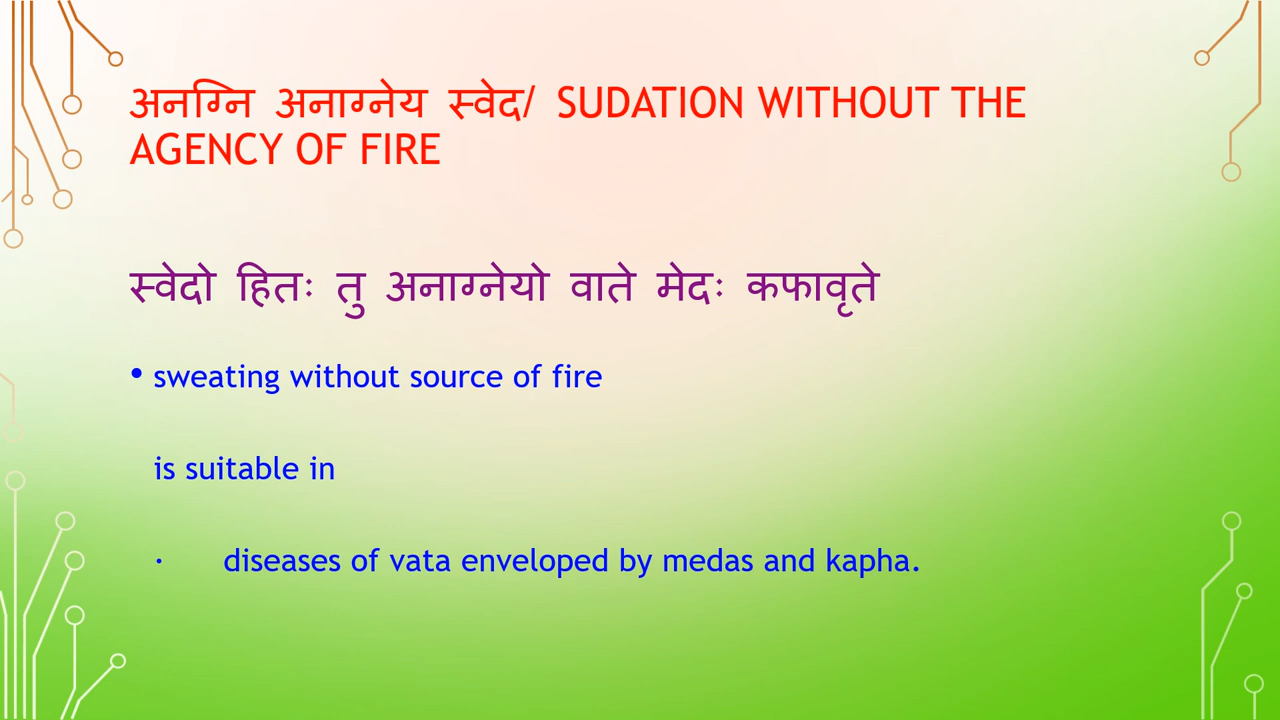 अनग्नि अनाग्नेय स्वेद/ SUDATION WITHOUT THE
AGENCY OF FIRE
स्वेदो हितः तु अनाग्नेयो वाते मेदः कफावृते
• sweating without source of fire
is suitable in
· diseases of vata enveloped by medas and kapha.